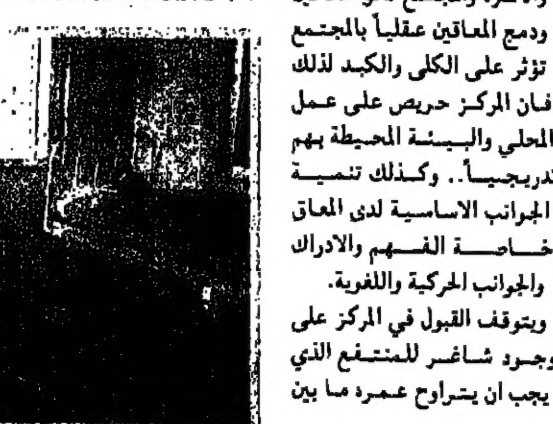 ودمج المعاقين عقلياً بالمجتمع
تؤثر على الكلى والكبد لذلك
فان المركز حريص على عمل
المحلي والبيئة المحيطة بهم
تدريجياً.. وكذلك تنمية
الجوانب الاساسية لدى المعاق
خاصة الفهم والادراك
والجوانب الحركية واللغوية.
ويتوقف القبول في المركز على
وجود شاغر للمنتفع الذي
يجب ان يتراوح عمره ما بين